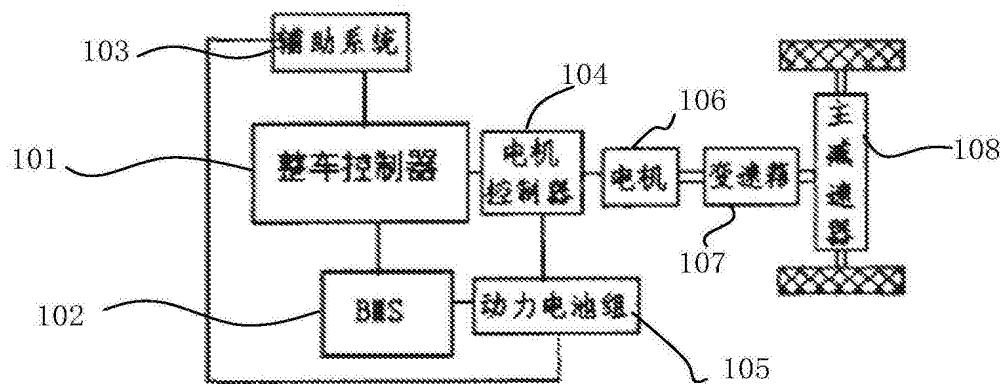 103
辅助系统
104
106
101
整车控制器
电机
控制器
电机
变速箱
主减速器
108
107
102
BMS
动力电池组
105